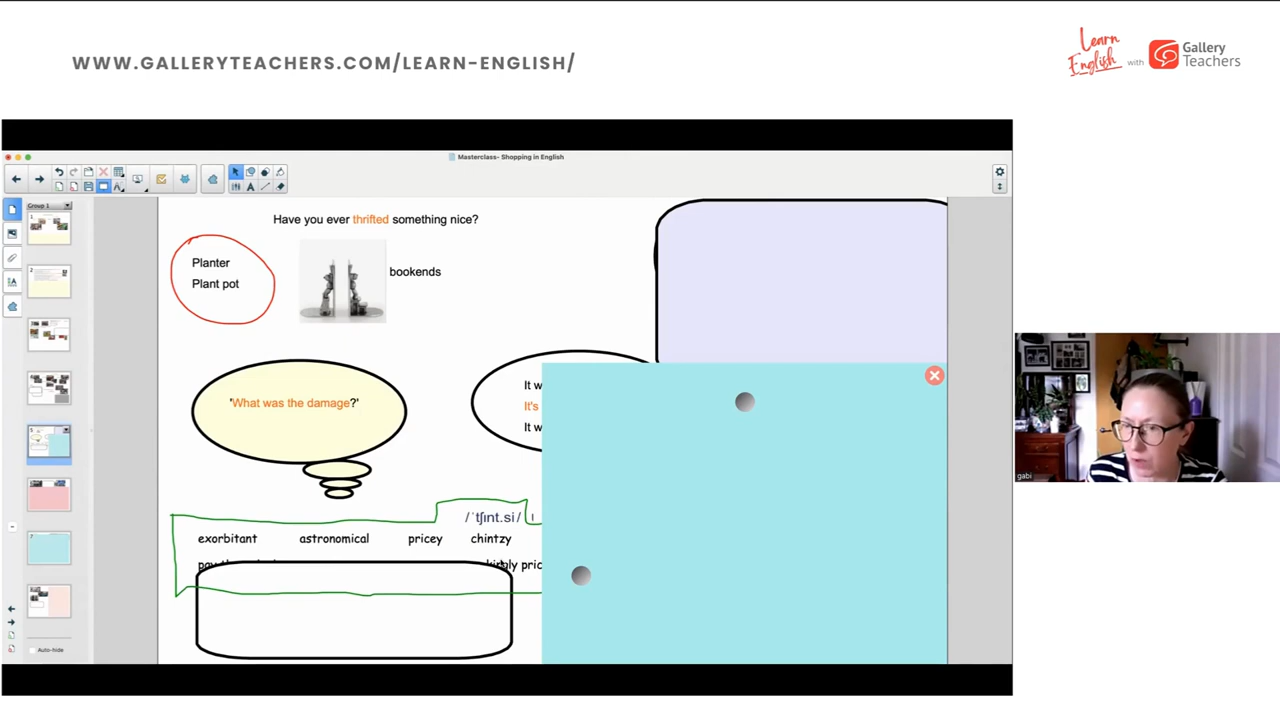 WWW.GALLERYTEACHERS.COM/LEARN-ENGLISH/
Learn English with Gallery Teachers
Masterclass- Shopping in English
Group 1
Have you ever thrifted something nice?
Planter
Plant pot
bookends
'What was the damage?'
It w
It's
It w
/ˈtʃɪnt.si/
exorbitant astronomical pricey chintzy
pric
Auto-hide
gabi